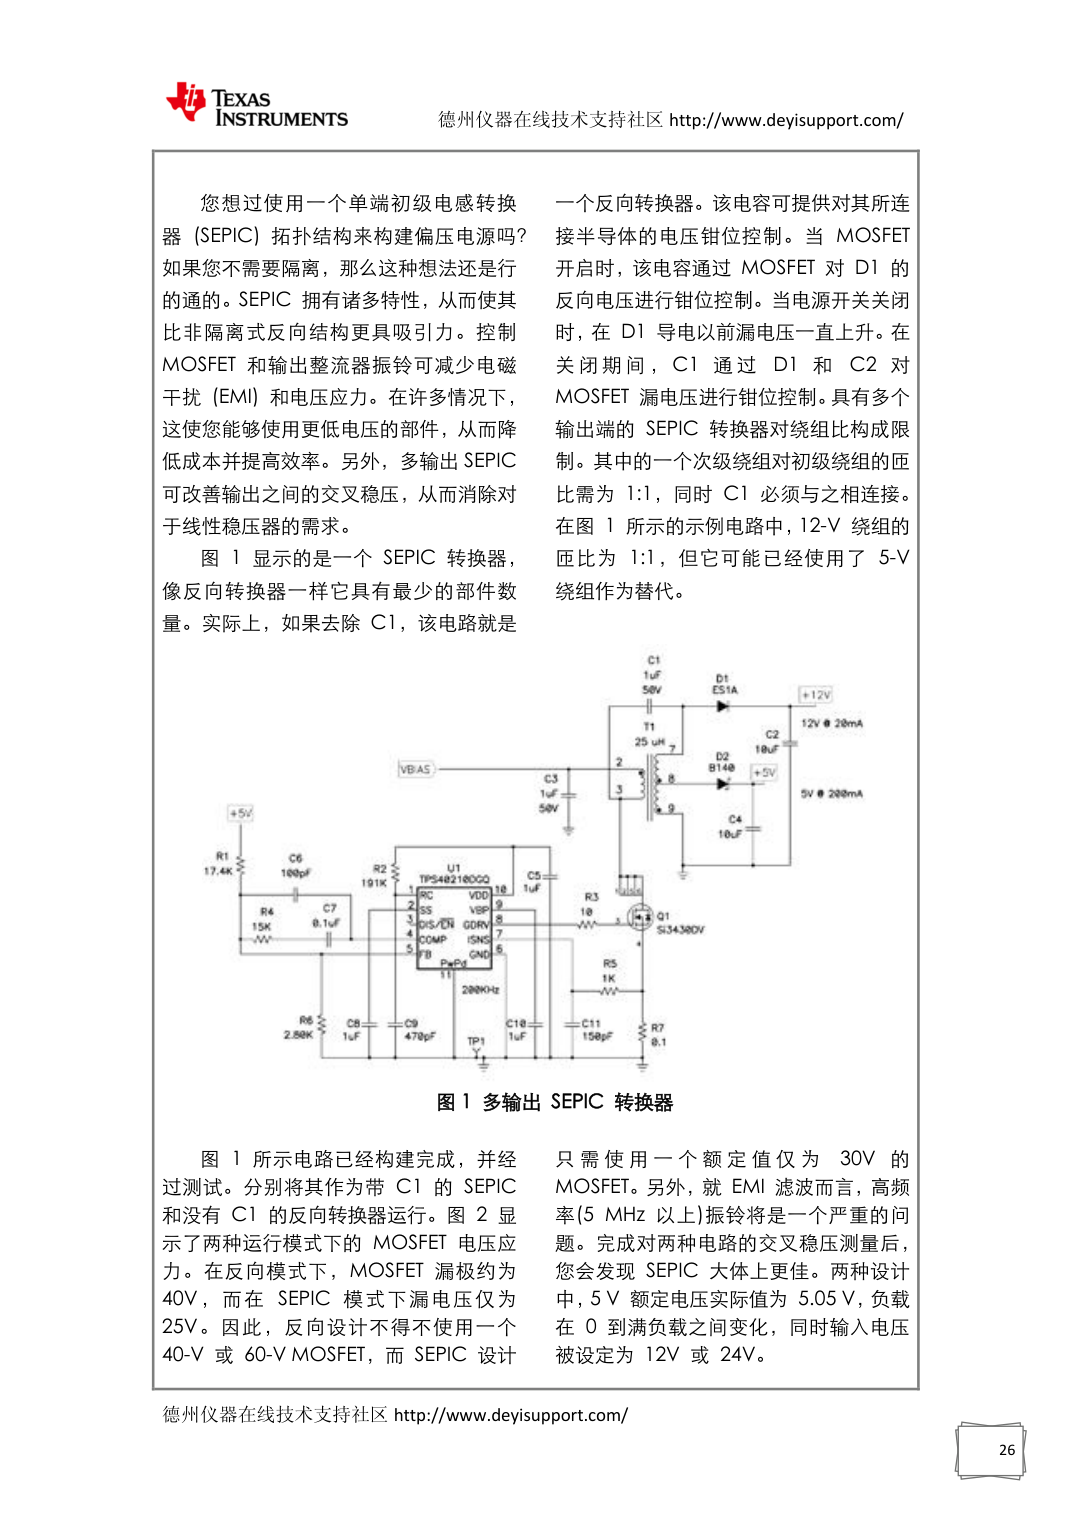 TEXAS
INSTRUMENTS
德州仪器在线技术支持社区 http://www.deyisupport.com/
您想过使用一个单端初级电感转换
器 (SEPIC) 拓扑结构来构建偏压电源吗?
如果您不需要隔离，那么这种想法还是行
的通的。SEPIC 拥有诸多特性，从而使其
比非隔离式反向结构更具吸引力。控制
MOSFET 和输出整流器振铃可减少电磁
干扰 (EMI) 和电压应力。在许多情况下，
这使您能够使用更低电压的部件，从而降
低成本并提高效率。另外，多输出 SEPIC
可改善输出之间的交叉稳压，从而消除对
于线性稳压器的需求。
图 1 显示的是一个 SEPIC 转换器，
像反向转换器一样它具有最少的部件数
量。实际上，如果去除 C1，该电路就是
一个反向转换器。该电容可提供对其所连
接半导体的电压钳位控制。当 MOSFET
开启时，该电容通过 MOSFET 对 D1 的
反向电压进行钳位控制。当电源开关关闭
时，在 D1 导电以前漏电压一直上升。在
关闭期间，C1 通过 D1 和 C2 对
MOSFET 漏电压进行钳位控制。具有多个
输出端的 SEPIC 转换器对绕组比构成限
制。其中的一个次级绕组对初级绕组的匝
比需为 1:1，同时 C1 必须与之相连接。
在图 1 所示的示例电路中，12-V 绕组的
匝比为 1:1，但它可能已经使用了 5-V
绕组作为替代。
C1
1uF
50V
D1
ES1A
+12V
12V @ 20mA
T1
25 uH
7
C2
10uF
2
D2
B140
VBIAS
+5V
C3
1uF
50V
3
8
5V @ 200mA
9
C4
10uF
+5V
R1
17.4K
C6
100pF
R2
191K
U1
TPS40210DGQ
C5
1uF
1 RC VDD 10
2 SS VBP 9
3 DIS/EN GDRV 8
4 COMP ISNS 7
5 FB GND 6
PwPd
11
200KHz
R4
15K
C7
0.1uF
R3
10
3
Q1
Si3430DV
4
R5
1K
R6
2.80K
C8
1uF
C9
470pF
TP1
C10
1uF
C11
150pF
R7
0.1
图 1 多输出 SEPIC 转换器
图 1 所示电路已经构建完成，并经
过测试。分别将其作为带 C1 的 SEPIC
和没有 C1 的反向转换器运行。图 2 显
示了两种运行模式下的 MOSFET 电压应
力。在反向模式下，MOSFET 漏极约为
40V，而在 SEPIC 模式下漏电压仅为
25V。因此，反向设计不得不使用一个
40-V 或 60-V MOSFET，而 SEPIC 设计
只需使用一个额定值仅为 30V 的
MOSFET。另外，就 EMI 滤波而言，高频
率(5 MHz 以上)振铃将是一个严重的问
题。完成对两种电路的交叉稳压测量后，
您会发现 SEPIC 大体上更佳。两种设计
中，5 V 额定电压实际值为 5.05 V，负载
在 0 到满负载之间变化，同时输入电压
被设定为 12V 或 24V。
德州仪器在线技术支持社区 http://www.deyisupport.com/
26